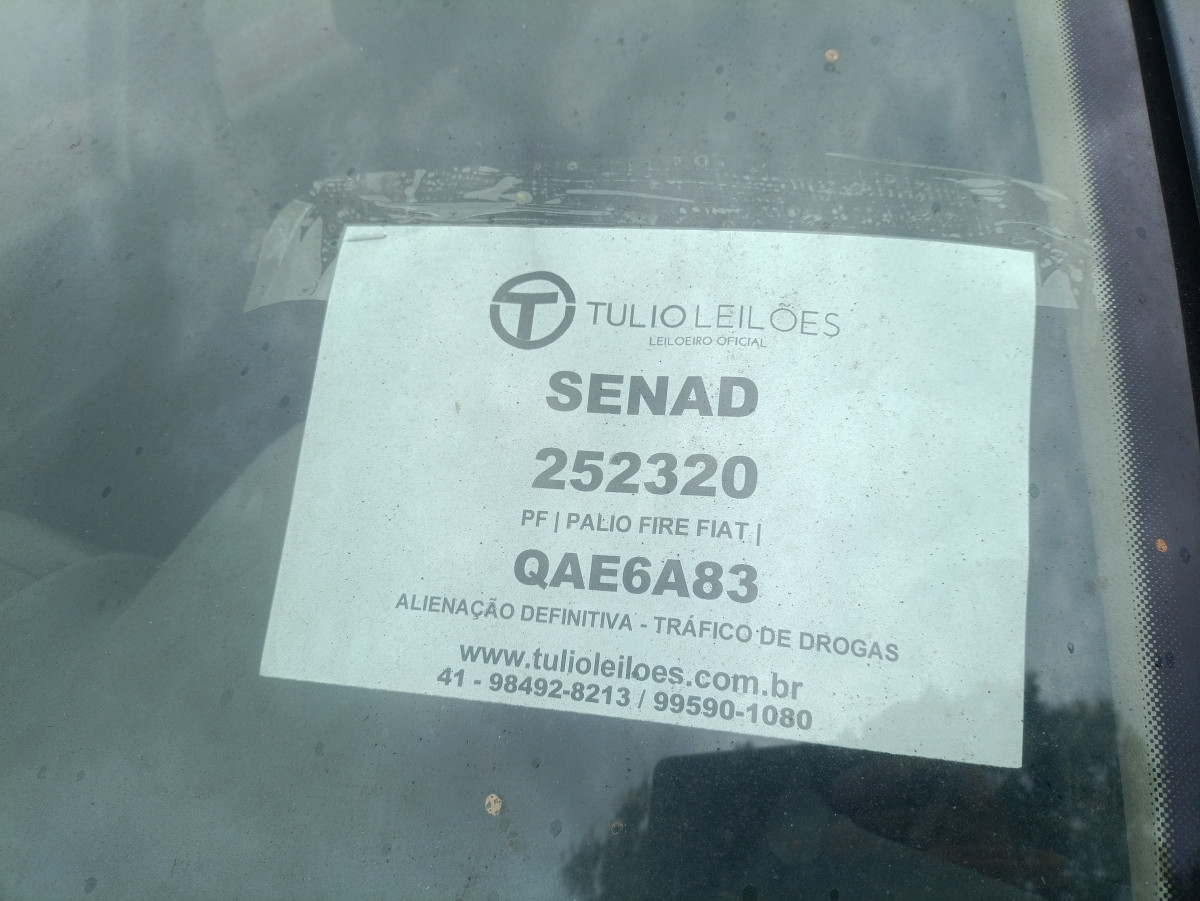 TULIO LEILÕES
LEILOEIRO OFICIAL
SENAD
252320
PF | PALIO FIRE FIAT |
QAE6A83
ALIENAÇÃO DEFINITIVA - TRÁFICO DE DROGAS
www.tulioleiloes.com.br
41 - 98492-8213 / 99590-1080